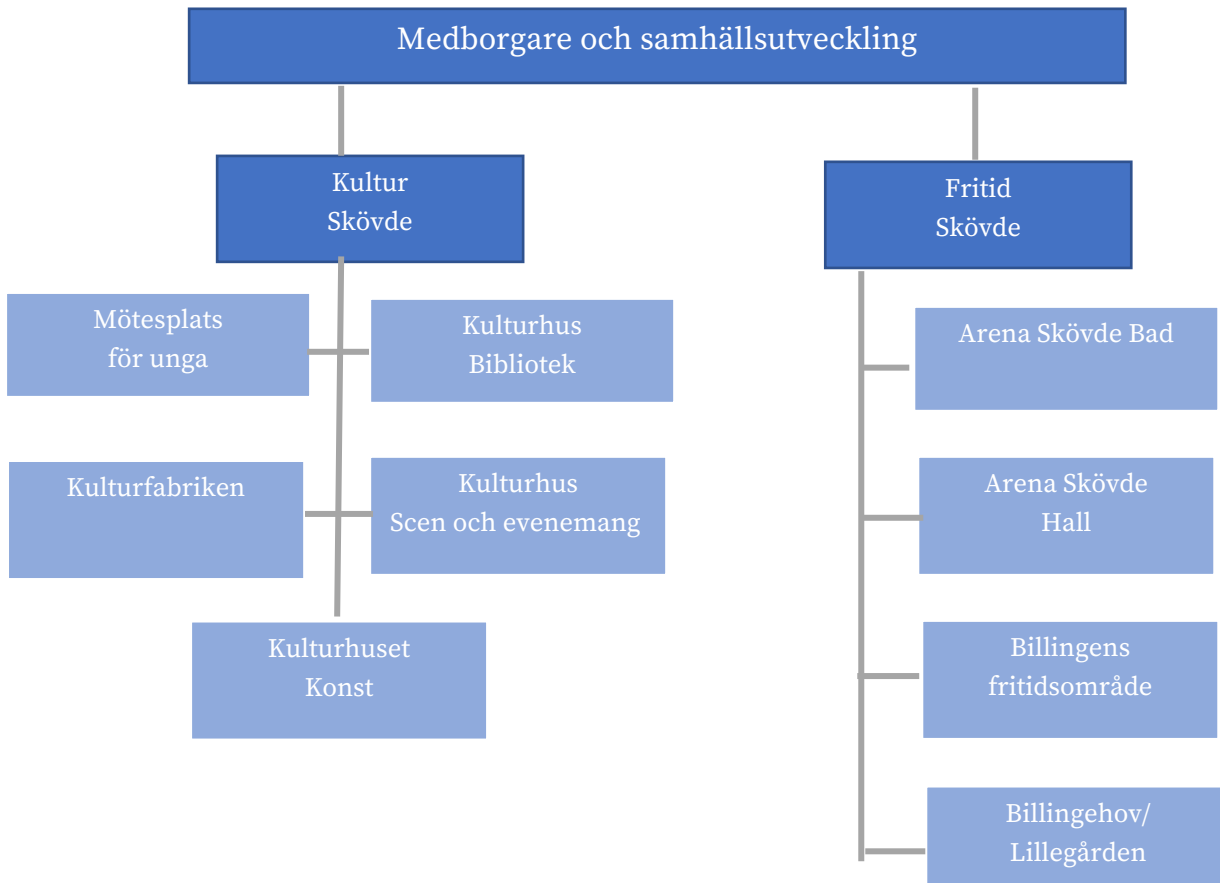 Medborgare och samhällsutveckling
Kultur
Skövde
Fritid
Skövde
Mötesplats
för unga
Kulturhus
Bibliotek
Arena Skövde Bad
Kulturfabriken
Kulturhus
Scen och evenemang
Arena Skövde
Hall
Kulturhuset
Konst
Billingens
fritidsområde
Billingehov/
Lillegården